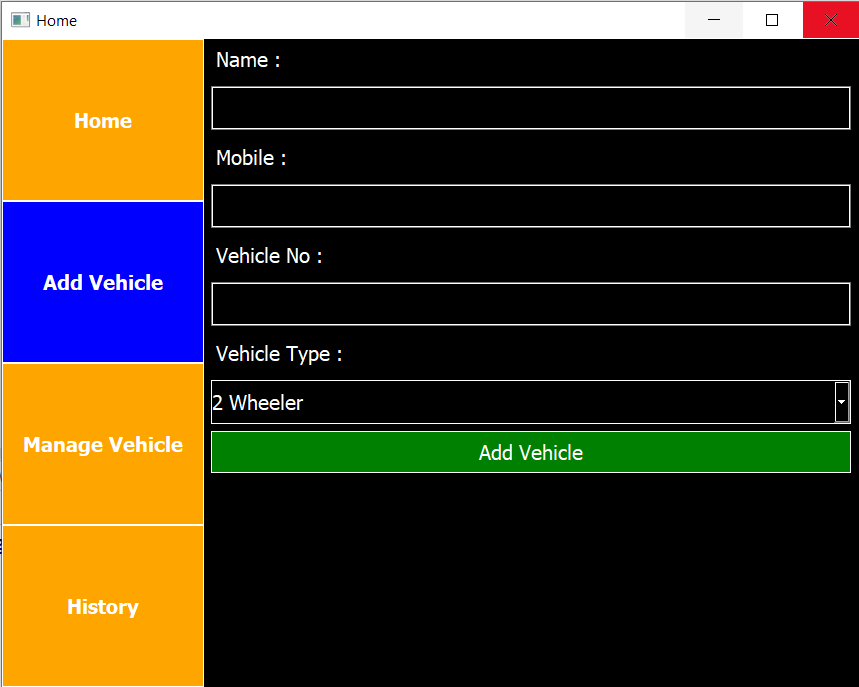 Home
Home
Add Vehicle
Manage Vehicle
History
Name :
Mobile :
Vehicle No :
Vehicle Type :
2 Wheeler
Add Vehicle